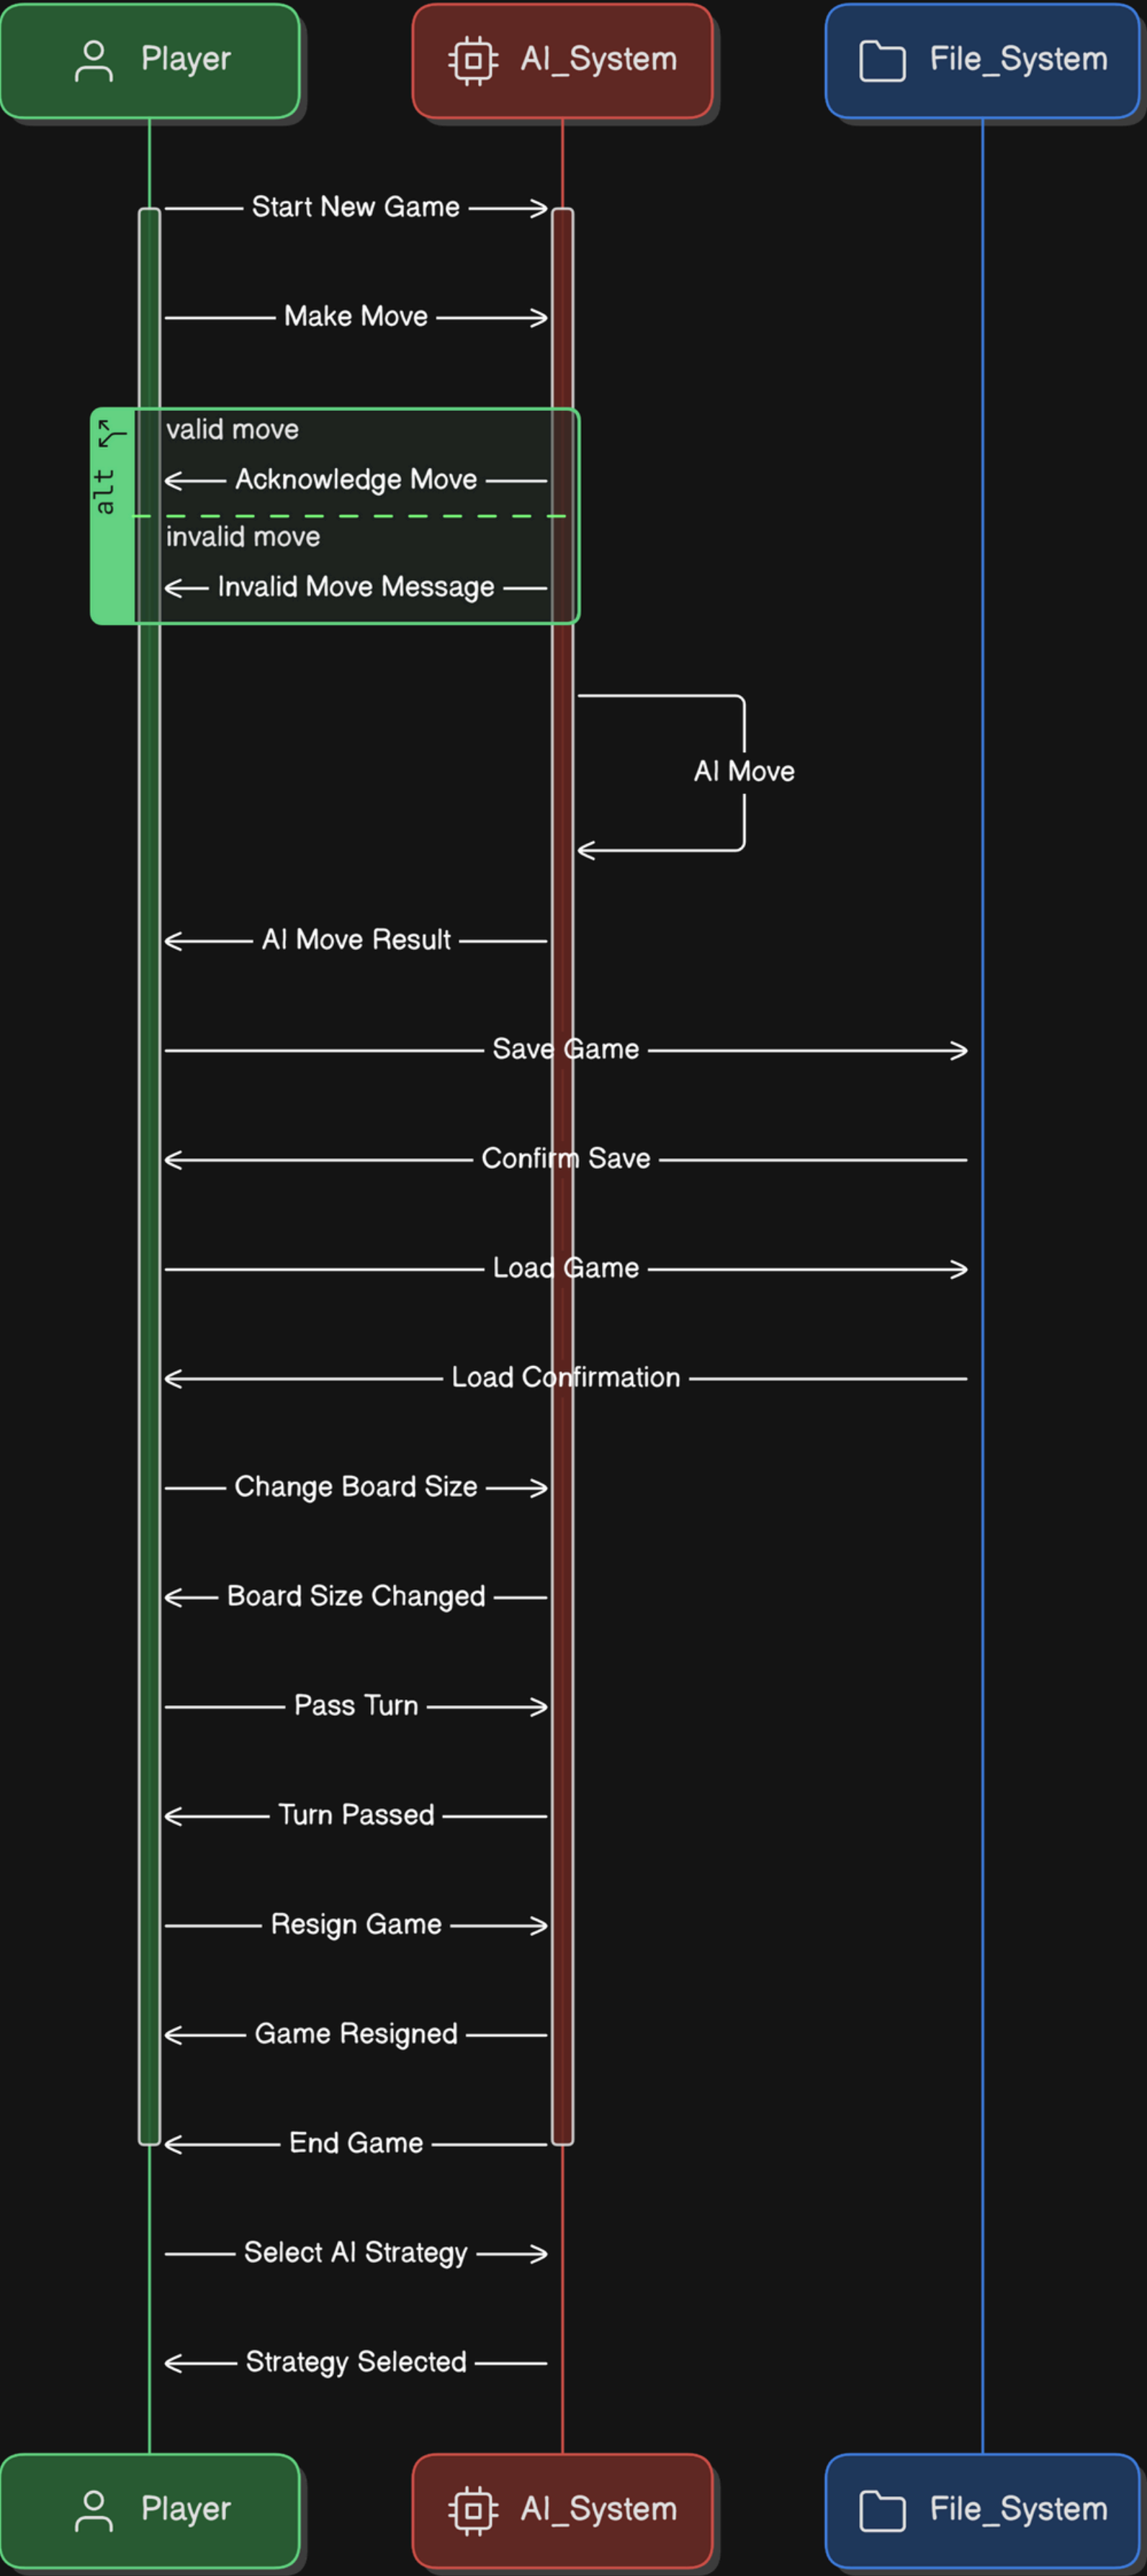 Player
AI_System
File_System
Start New Game
Make Move
alt
valid move
Acknowledge Move
invalid move
Invalid Move Message
AI Move
AI Move Result
Save Game
Confirm Save
Load Game
Load Confirmation
Change Board Size
Board Size Changed
Pass Turn
Turn Passed
Resign Game
Game Resigned
End Game
Select AI Strategy
Strategy Selected
Player
AI_System
File_System